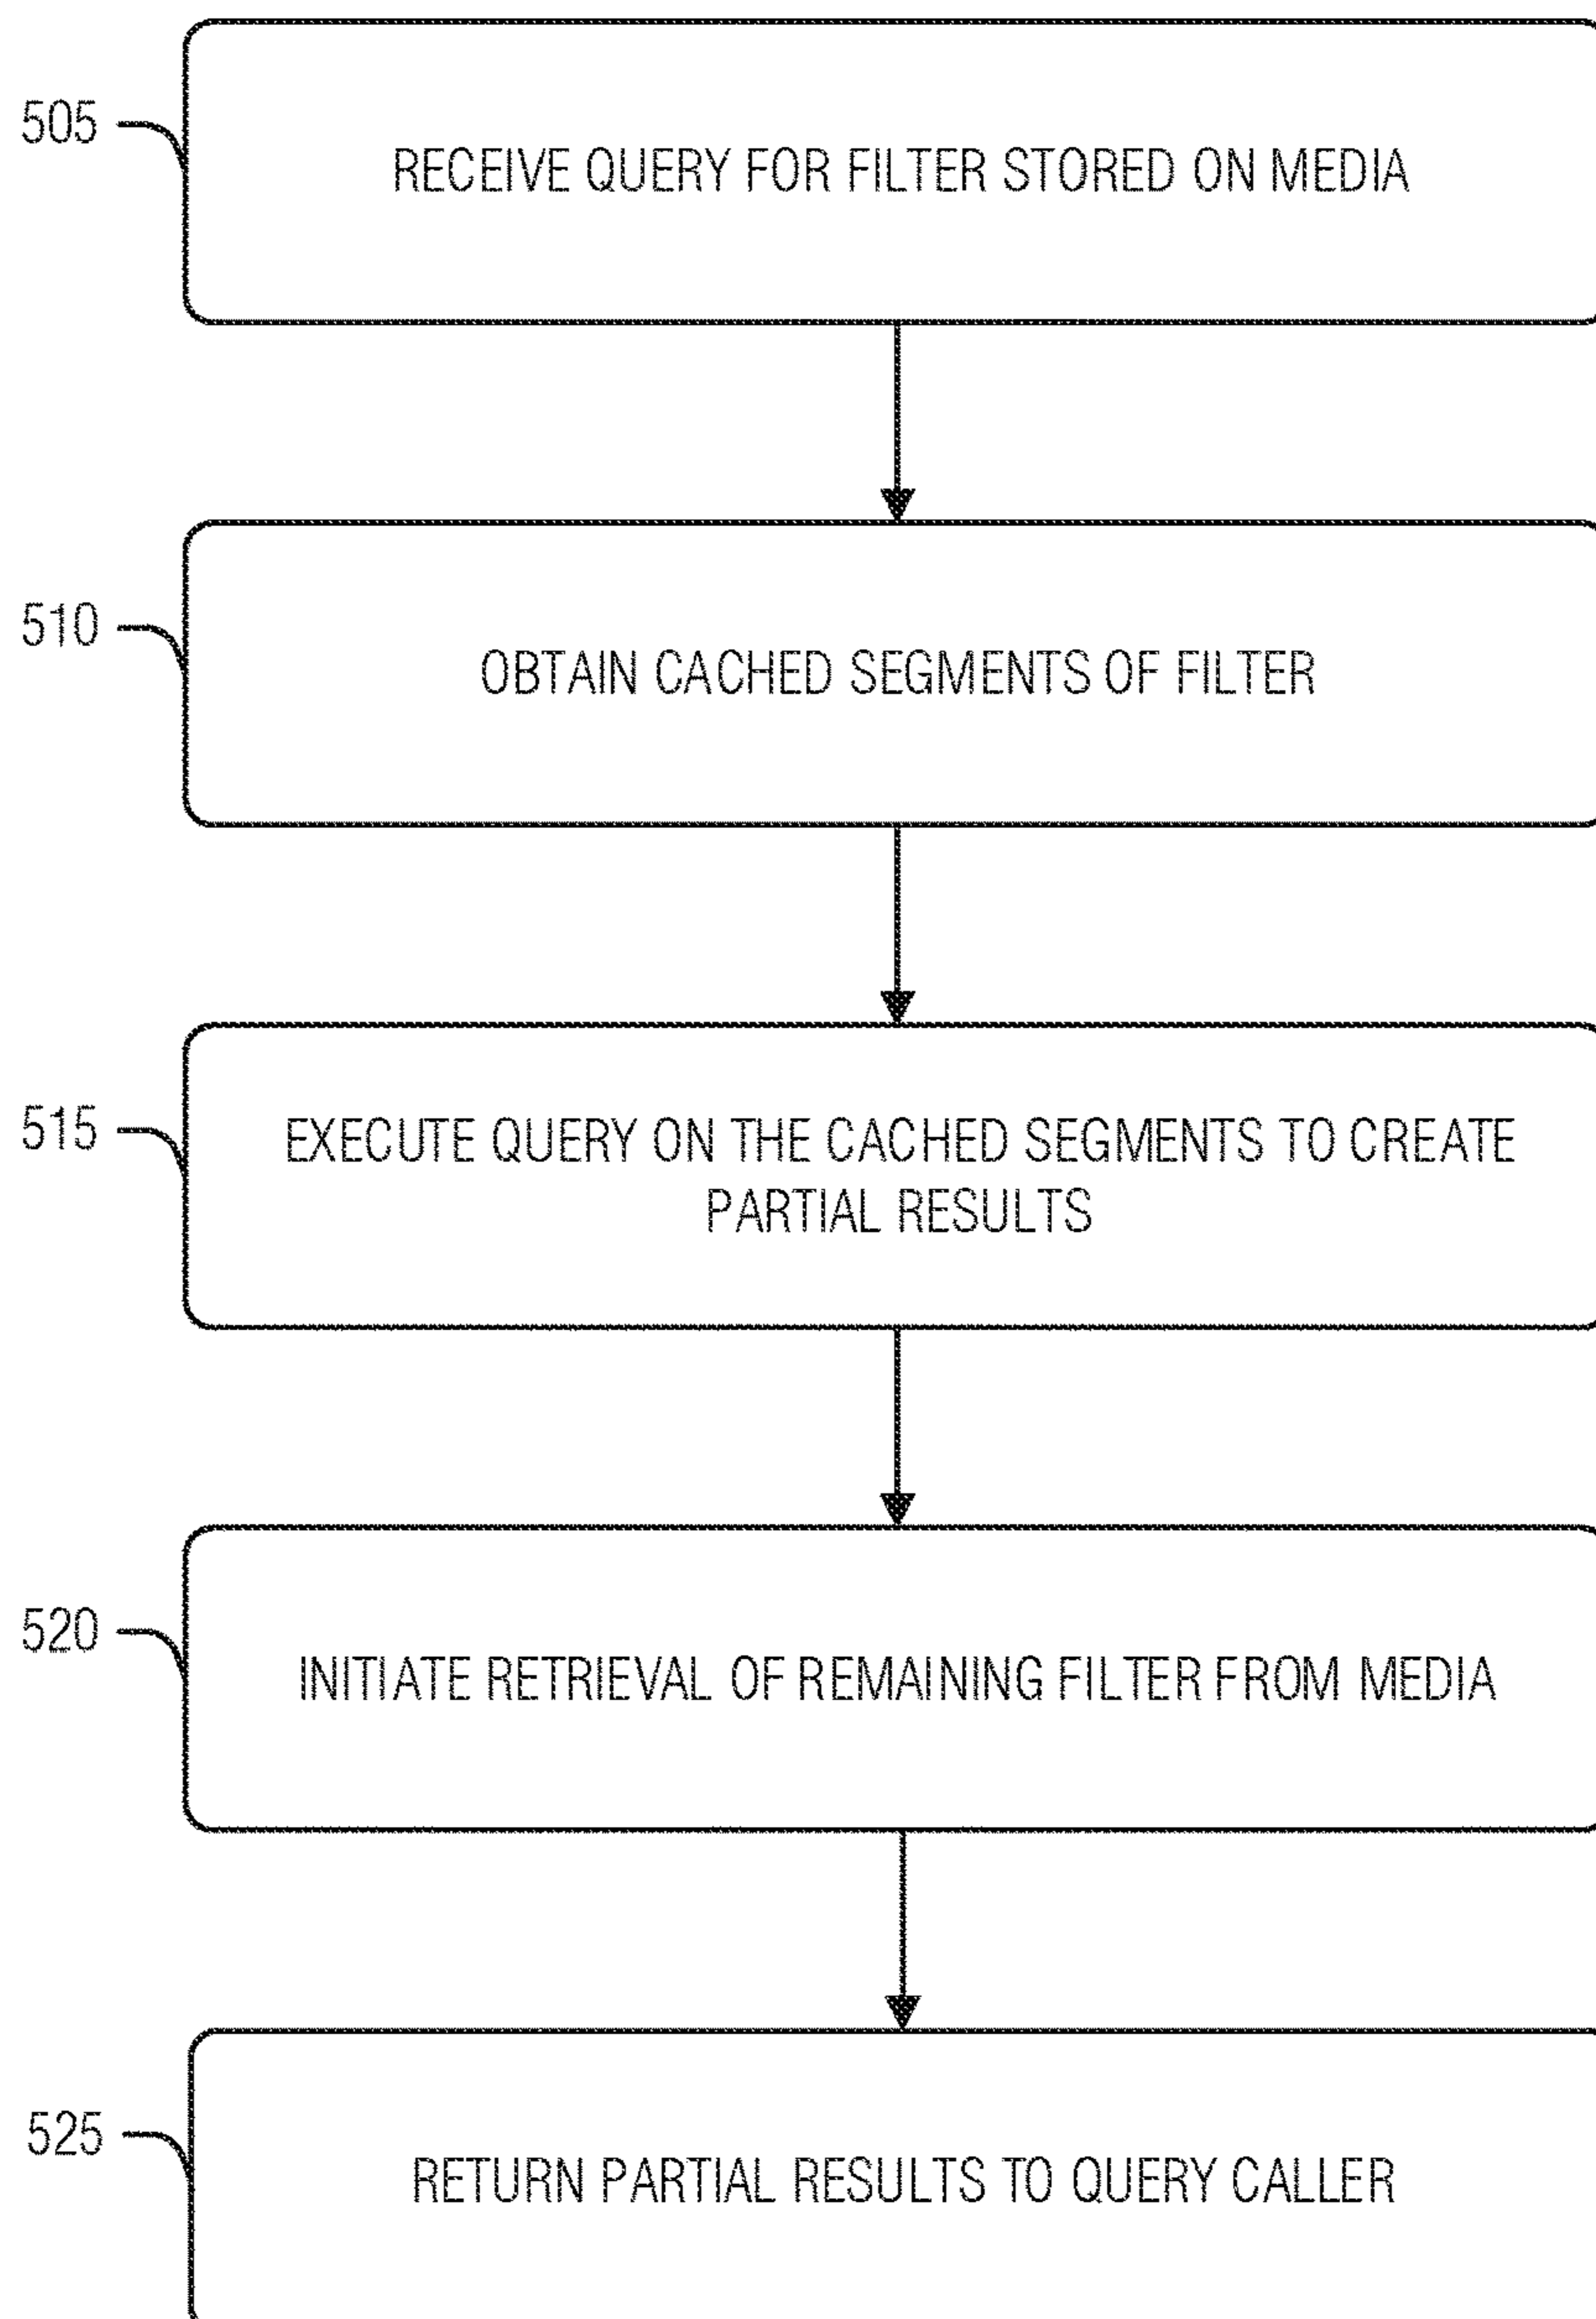 505
RECEIVE QUERY FOR FILTER STORED ON MEDIA
510
OBTAIN CACHED SEGMENTS OF FILTER
515
EXECUTE QUERY ON THE CACHED SEGMENTS TO CREATE
PARTIAL RESULTS
520
INITIATE RETRIEVAL OF REMAINING FILTER FROM MEDIA
525
RETURN PARTIAL RESULTS TO QUERY CALLER